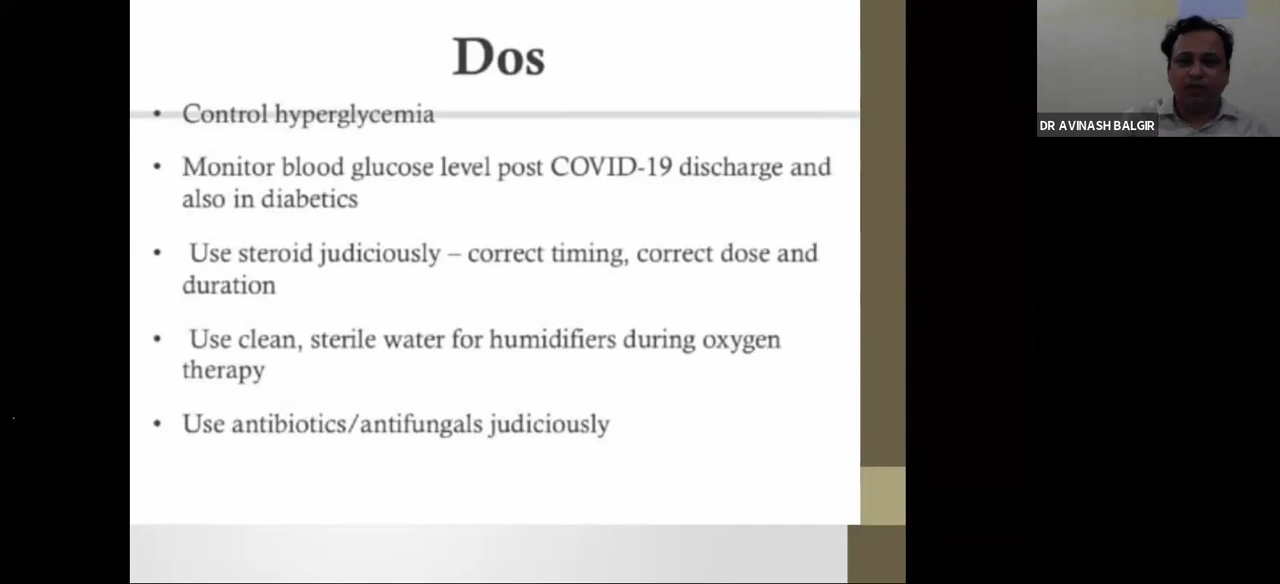 Dos
• Control hyperglycemia
• Monitor blood glucose level post COVID-19 discharge and
also in diabetics
• Use steroid judiciously – correct timing, correct dose and
duration
• Use clean, sterile water for humidifiers during oxygen
therapy
• Use antibiotics/antifungals judiciously
DR AVINASH BALGIR